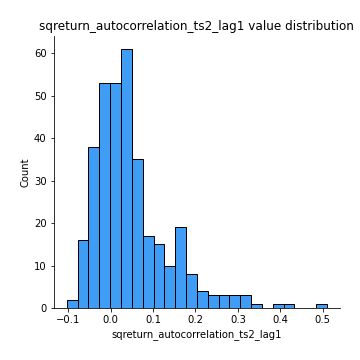 sqreturn_autocorrelation_ts2_lag1 value distribution
60
50
40
30
20
10
0
Count
−0.1 0.0 0.1 0.2 0.3 0.4 0.5
sqreturn_autocorrelation_ts2_lag1